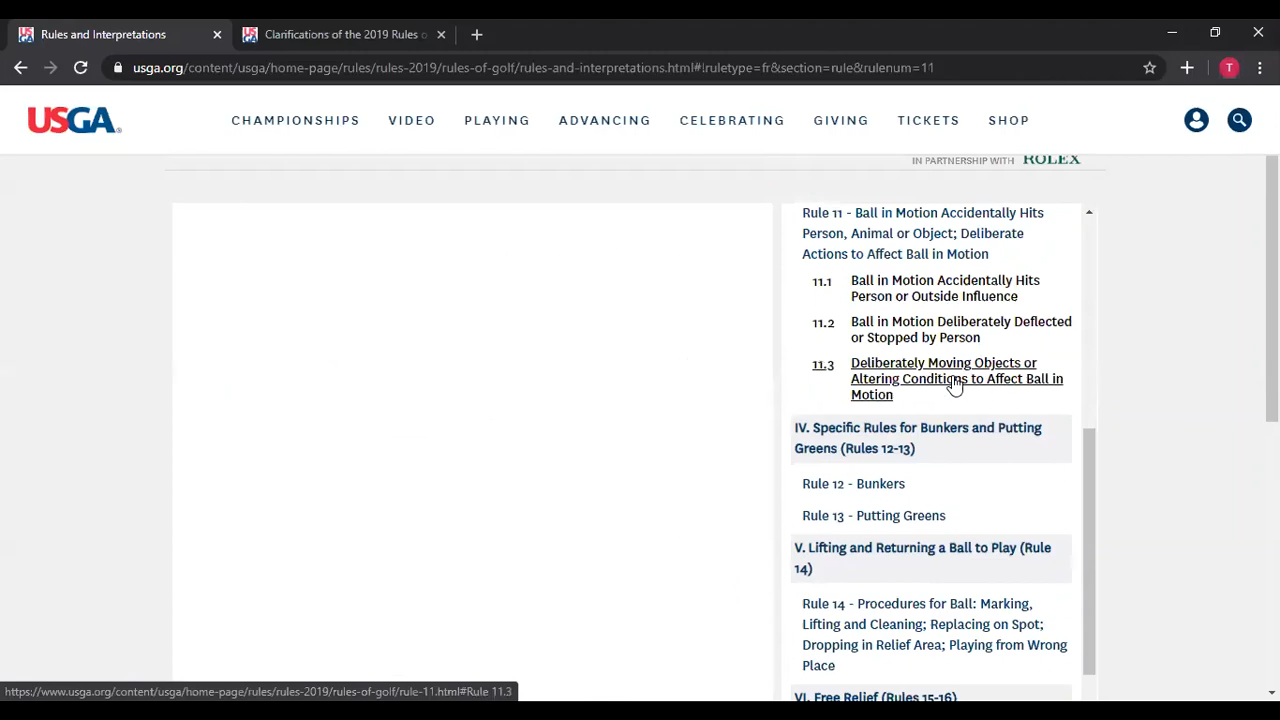 Rules and Interpretations
Clarifications of the 2019 Rules o
usga.org/content/usga/home-page/rules/rules-2019/rules-of-golf/rules-and-interpretations.html#!ruletype=fr&section=rule&rulenum=11
T
USGA
CHAMPIONSHIPS VIDEO PLAYING ADVANCING CELEBRATING GIVING TICKETS SHOP
IN PARTNERSHIP WITH ROLEX
Rule 11 - Ball in Motion Accidentally Hits
Person, Animal or Object; Deliberate
Actions to Affect Ball in Motion
11.1 Ball in Motion Accidentally Hits
Person or Outside Influence
11.2 Ball in Motion Deliberately Deflected
or Stopped by Person
11.3 Deliberately Moving Objects or
Altering Conditions to Affect Ball in
Motion
IV. Specific Rules for Bunkers and Putting
Greens (Rules 12-13)
Rule 12 - Bunkers
Rule 13 - Putting Greens
V. Lifting and Returning a Ball to Play (Rule
14)
Rule 14 - Procedures for Ball: Marking,
Lifting and Cleaning; Replacing on Spot;
Dropping in Relief Area; Playing from Wrong
Place
VI. Free Relief (Rules 15-16)
https://www.usga.org/content/usga/home-page/rules/rules-2019/rules-of-golf/rule-11.html#Rule 11.3